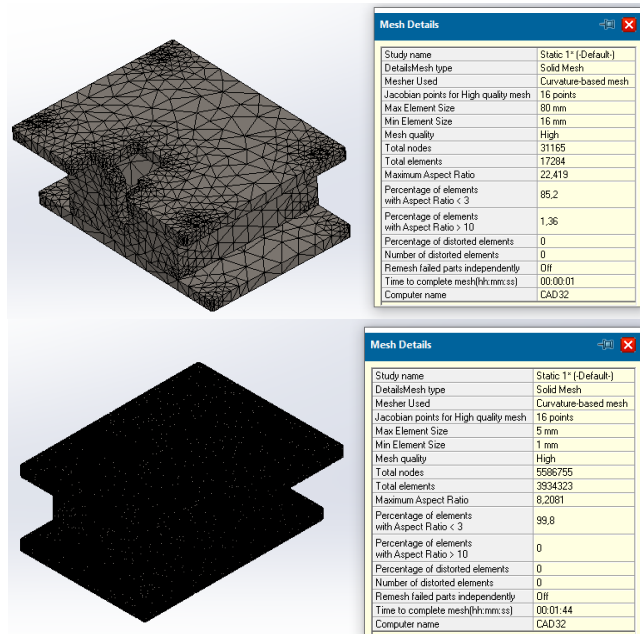 Mesh Details
Study name Static 1* (-Default-)
DetailsMesh type Solid Mesh
Mesher Used Curvature-based mesh
Jacobian points for High quality mesh 16 points
Max Element Size 80 mm
Min Element Size 16 mm
Mesh quality High
Total nodes 31165
Total elements 17284
Maximum Aspect Ratio 22,419
Percentage of elements
with Aspect Ratio < 3 85,2
Percentage of elements
with Aspect Ratio > 10 1,36
Percentage of distorted elements 0
Number of distorted elements 0
Remesh failed parts independently Off
Time to complete mesh(hh:mm:ss) 00:00:01
Computer name CAD32
Mesh Details
Study name Static 1* (-Default-)
DetailsMesh type Solid Mesh
Mesher Used Curvature-based mesh
Jacobian points for High quality mesh 16 points
Max Element Size 5 mm
Min Element Size 1 mm
Mesh quality High
Total nodes 5586755
Total elements 3934323
Maximum Aspect Ratio 8,2081
Percentage of elements
with Aspect Ratio < 3 99,8
Percentage of elements
with Aspect Ratio > 10 0
Percentage of distorted elements 0
Number of distorted elements 0
Remesh failed parts independently Off
Time to complete mesh(hh:mm:ss) 00:01:44
Computer name CAD32